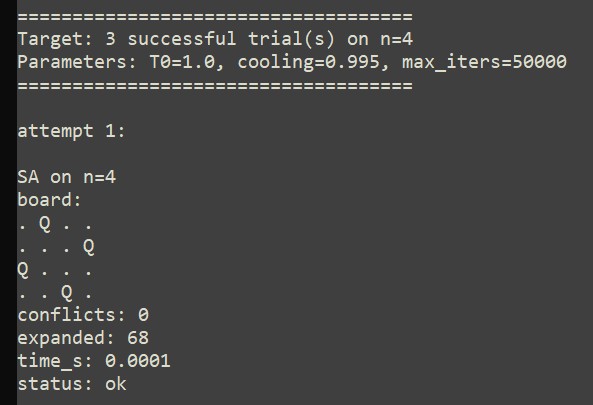 ====================================
Target: 3 successful trial(s) on n=4
Parameters: T0=1.0, cooling=0.995, max_iters=50000
====================================
attempt 1:
SA on n=4
board:
. Q . .
. . . Q
Q . . .
. . Q .
conflicts: 0
expanded: 68
time_s: 0.0001
status: ok